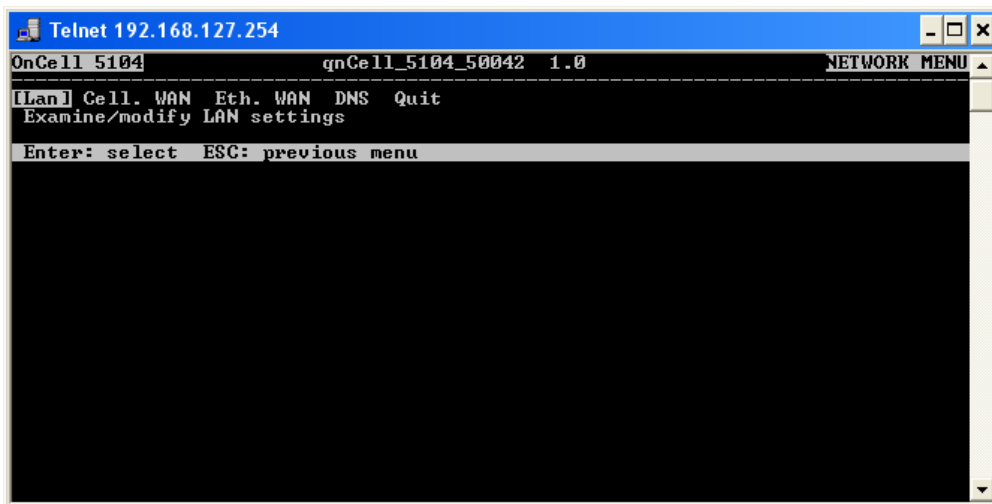 Telnet 192.168.127.254
OnCell 5104 qnCell_5104_50042 1.0 NETWORK MENU
[Lan] Cell. WAN Eth. WAN DNS Quit
Examine/modify LAN settings
Enter: select ESC: previous menu